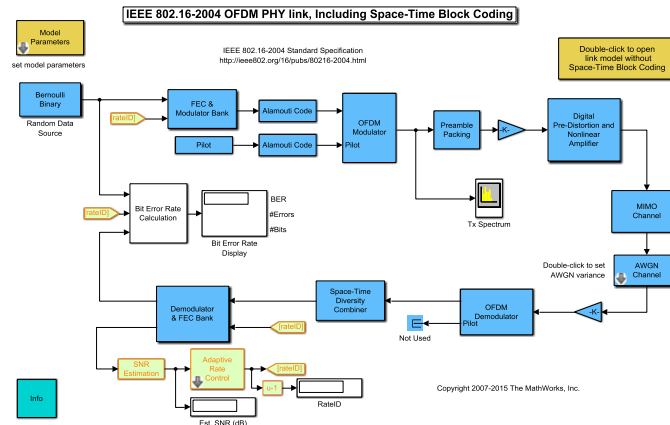 IEEE 802.16-2004 OFDM PHY link, Including Space-Time Block Coding
Model
Parameters
set model parameters
IEEE 802.16-2004 Standard Specification
http://ieee802.org/16/pubs/80216-2004.html
Double-click to open
link model without
Space-Time Block Coding
Bernoulli
Binary
Random Data
Source
rateID]
FEC &
Modulator Bank
Alamouti Code
Pilot
Alamouti Code
OFDM
Modulator
Pilot
Preamble
Packing
-K-
Digital
Pre-Distortion and
Nonlinear
Amplifier
Tx Spectrum
MIMO
Channel
rateID]
Bit Error Rate
Calculation
BER
#Errors
#Bits
Bit Error Rate
Display
Double-click to set
AWGN variance
AWGN
Channel
-K-
OFDM
Demodulator
Pilot
Not Used
Space-Time
Diversity
Combiner
Demodulator
& FEC Bank
[rateID]
SNR
Estimation
Adaptive
Rate
Control
[rateID]
u-1
RateID
Est. SNR (dB)
Info
Copyright 2007-2015 The MathWorks, Inc.